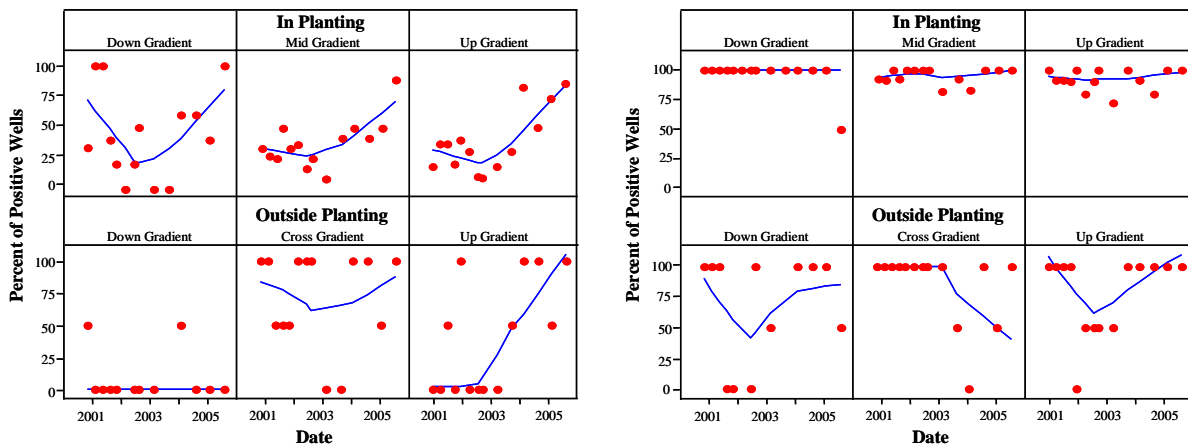 In Planting
Down Gradient Mid Gradient Up Gradient
100
75
50
25
0
Outside Planting
Down Gradient Cross Gradient Up Gradient
100
75
50
25
0
2001 2003 2005 2001 2003 2005 2001 2003 2005
Date
Percent of Positive Wells
In Planting
Down Gradient Mid Gradient Up Gradient
100
75
50
25
0
Outside Planting
Down Gradient Cross Gradient Up Gradient
100
75
50
25
0
2001 2003 2005 2001 2003 2005 2001 2003 2005
Date
Percent of Positive Wells